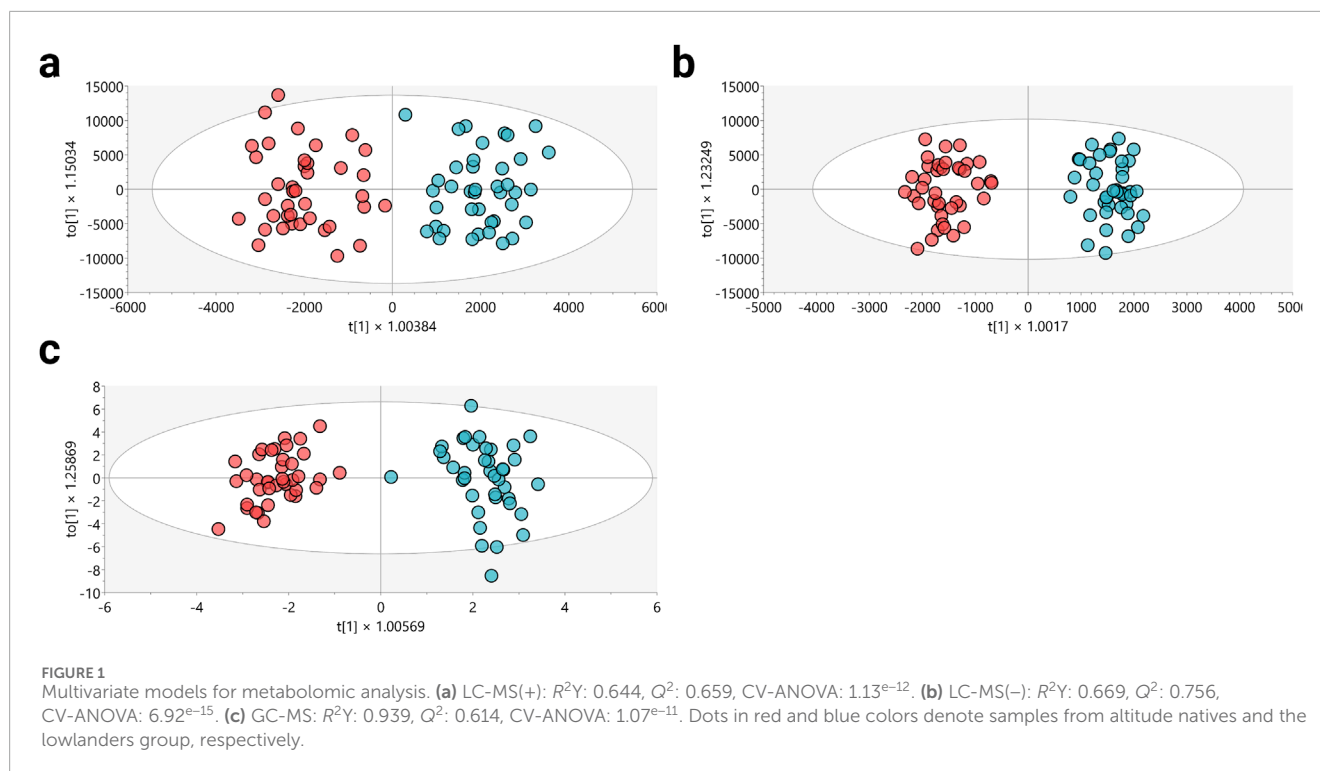 a
15000
10000
5000
0
-5000
-10000
-15000
to[1] × 1.15034
-6000 -4000 -2000 0 2000 4000 6000
t[1] × 1.00384
b
15000
10000
5000
0
-5000
-10000
-15000
to[1] × 1.23249
-5000 -4000 -3000 -2000 -1000 0 1000 2000 3000 4000 5000
t[1] × 1.0017
c
8
6
4
2
0
-2
-4
-6
-8
-10
to[1] × 1.25869
-6 -4 -2 0 2 4 6
t[1] × 1.00569
FIGURE 1
Multivariate models for metabolomic analysis. (a) LC-MS(+): R²Y: 0.644, Q²: 0.659, CV-ANOVA: 1.13ᵉ⁻¹². (b) LC-MS(−): R²Y: 0.669, Q²: 0.756,
CV-ANOVA: 6.92ᵉ⁻¹⁵. (c) GC-MS: R²Y: 0.939, Q²: 0.614, CV-ANOVA: 1.07ᵉ⁻¹¹. Dots in red and blue colors denote samples from altitude natives and the
lowlanders group, respectively.